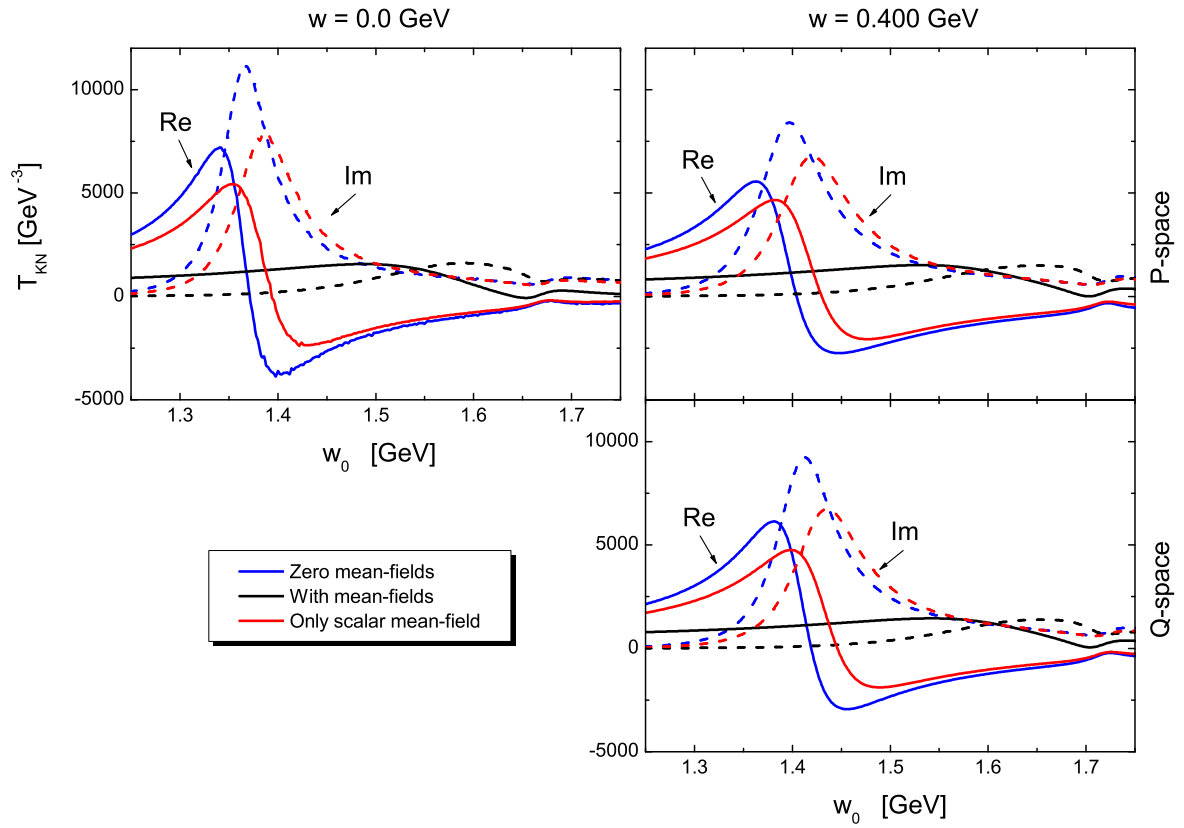 w = 0.0 GeV
w = 0.400 GeV
T_KN [GeV^-3]
10000
5000
0
-5000
Re
Im
1.3 1.4 1.5 1.6 1.7
w_0 [GeV]
Re
Im
P-space
10000
5000
0
-5000
Re
Im
1.3 1.4 1.5 1.6 1.7
w_0 [GeV]
Q-space
Zero mean-fields
With mean-fields
Only scalar mean-field